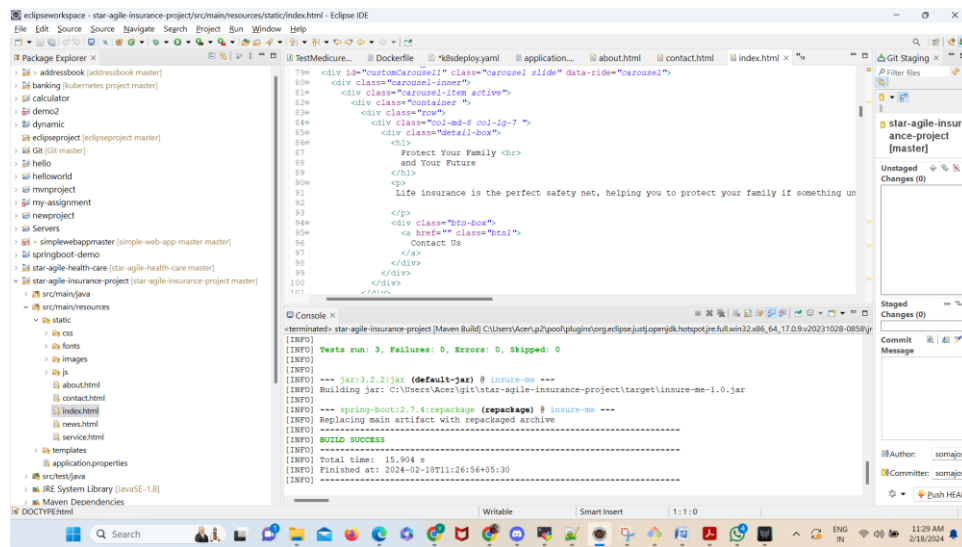 eclipseworkspace - star-agile-insurance-project/src/main/resources/static/index.html - Eclipse IDE
File Edit Source Source Navigate Search Project Run Window Help
Package Explorer ×
> addressbook [addressbook master]
banking [kubernetes project master]
calculator
demo2
dynamic
eclipseproject [eclipseproject master]
Git [Git master]
hello
helloworld
mvnproject
my-assignment
newproject
Servers
> simplewebappmaster [simple-web-app-master master]
springboot-demo
star-agile-health-care [star-agile-health-care master]
star-agile-insurance-project [star-agile-insurance-project master]
src/main/java
src/main/resources
static
css
fonts
images
js
about.html
contact.html
index.html
news.html
service.html
templates
application.properties
src/test/java
JRE System Library [JavaSE-1.8]
Maven Dependencies
TestMedicure... Dockerfile *k8sdeploy.yaml application.... about.html contact.html index.html ×
79 <div id="customCarousel1" class="carousel slide" data-ride="carousel">
80 <div class="carousel-inner">
81 <div class="carousel-item active">
82 <div class="container ">
83 <div class="row">
84 <div class="col-md-8 col-lg-7 ">
85 <div class="detail-box">
86 <h1>
87 Protect Your Family <br>
88 and Your Future
89 </h1>
90 <p>
91 Life insurance is the perfect safety net, helping you to protect your family if something un
92
93 </p>
94 <div class="btn-box">
95 <a href="" class="btn1">
96 Contact Us
97 </a>
98 </div>
99 </div>
100 </div>
101 </div>
Console ×
<terminated> star-agile-insurance-project [Maven Build] C:\Users\Acer\.p2\pool\plugins\org.eclipse.justj.openjdk.hotspot.jre.full.win32.x86_64_17.0.9.v20231028-0858\jr
[INFO]
[INFO] Tests run: 3, Failures: 0, Errors: 0, Skipped: 0
[INFO]
[INFO]
[INFO] --- jar:3.2.2:jar (default-jar) @ insure-me ---
[INFO] Building jar: C:\Users\Acer\git\star-agile-insurance-project\target\insure-me-1.0.jar
[INFO]
[INFO] --- spring-boot:2.7.4:repackage (repackage) @ insure-me ---
[INFO] Replacing main artifact with repackaged archive
[INFO] ------------------------------------------------------------------------
[INFO] BUILD SUCCESS
[INFO] ------------------------------------------------------------------------
[INFO] Total time: 15.904 s
[INFO] Finished at: 2024-02-18T11:26:56+05:30
[INFO] ------------------------------------------------------------------------
Git Staging ×
Filter files
star-agile-insur
ance-project
[master]
Unstaged
Changes (0)
Staged
Changes (0)
Commit
Message
Author: somajo
Committer: somajo
Push HEA
DOCTYPE:html
Writable
Smart Insert
1 : 1 : 0
Search
ENG
IN
11:29 AM
2/18/2024